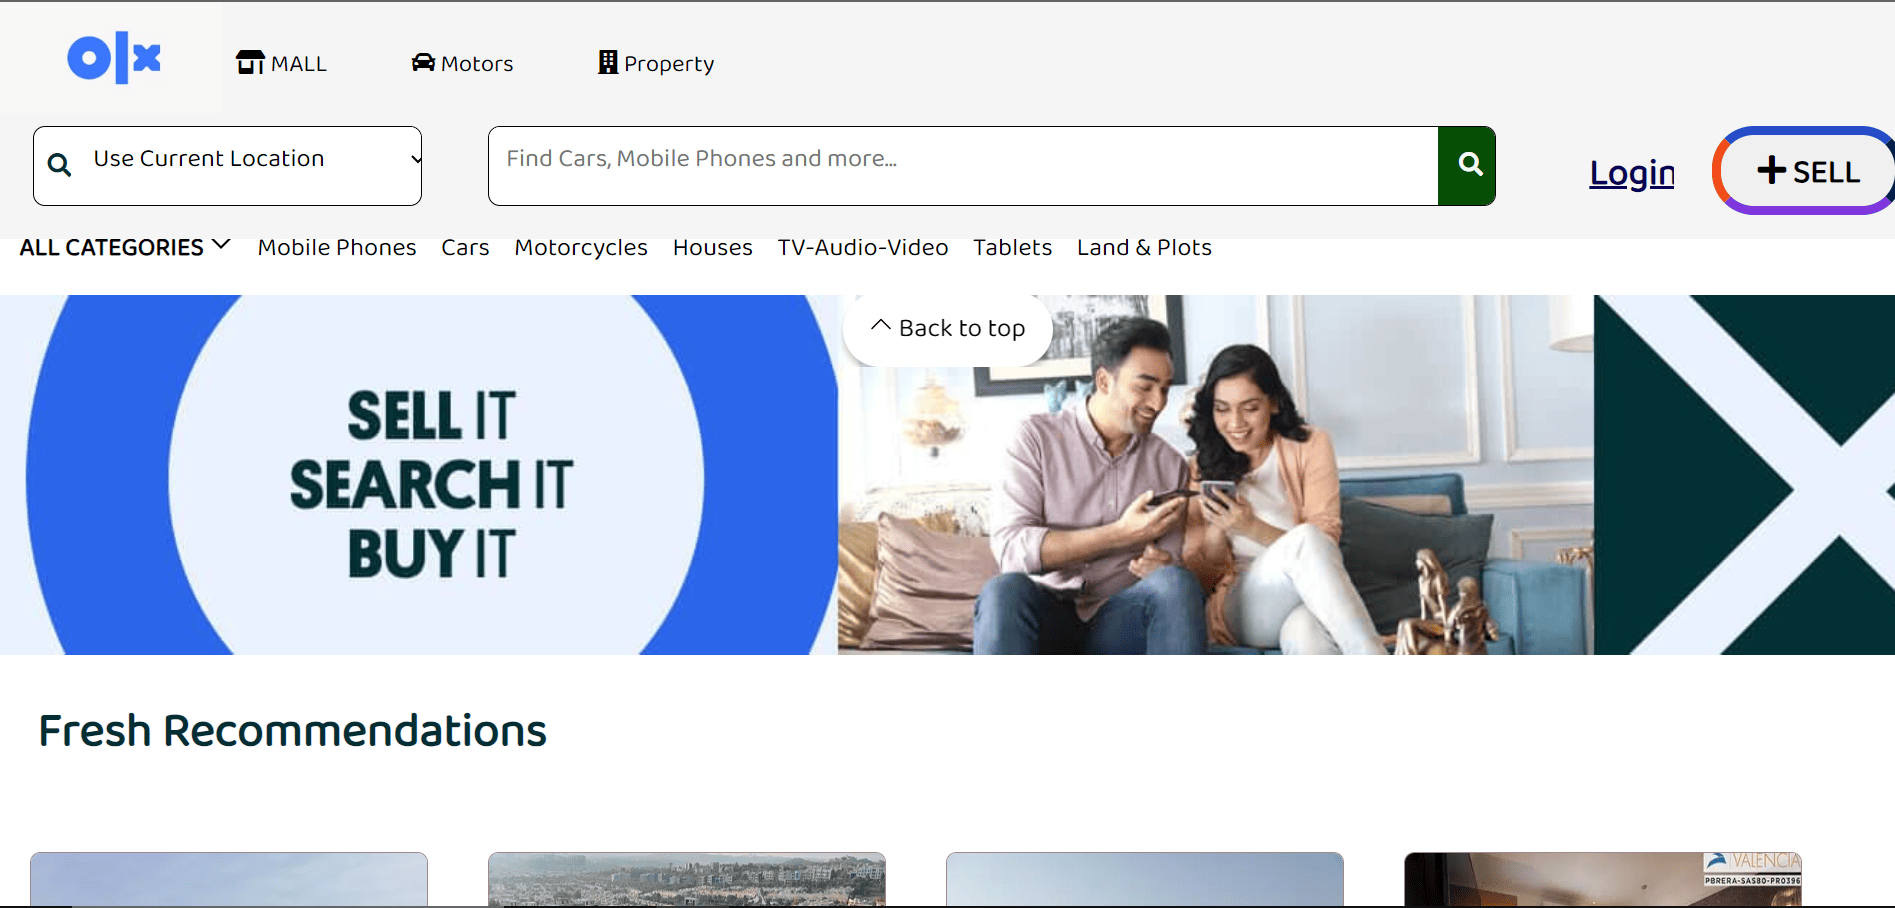 olx
MALL
Motors
Property
Use Current Location
Find Cars, Mobile Phones and more...
Login
SELL
ALL CATEGORIES
Mobile Phones
Cars
Motorcycles
Houses
TV-Audio-Video
Tablets
Land & Plots
Back to top
SELL IT
SEARCH IT
BUY IT
Fresh Recommendations
VALENCIA
PBRERA-SAS80-PR0396